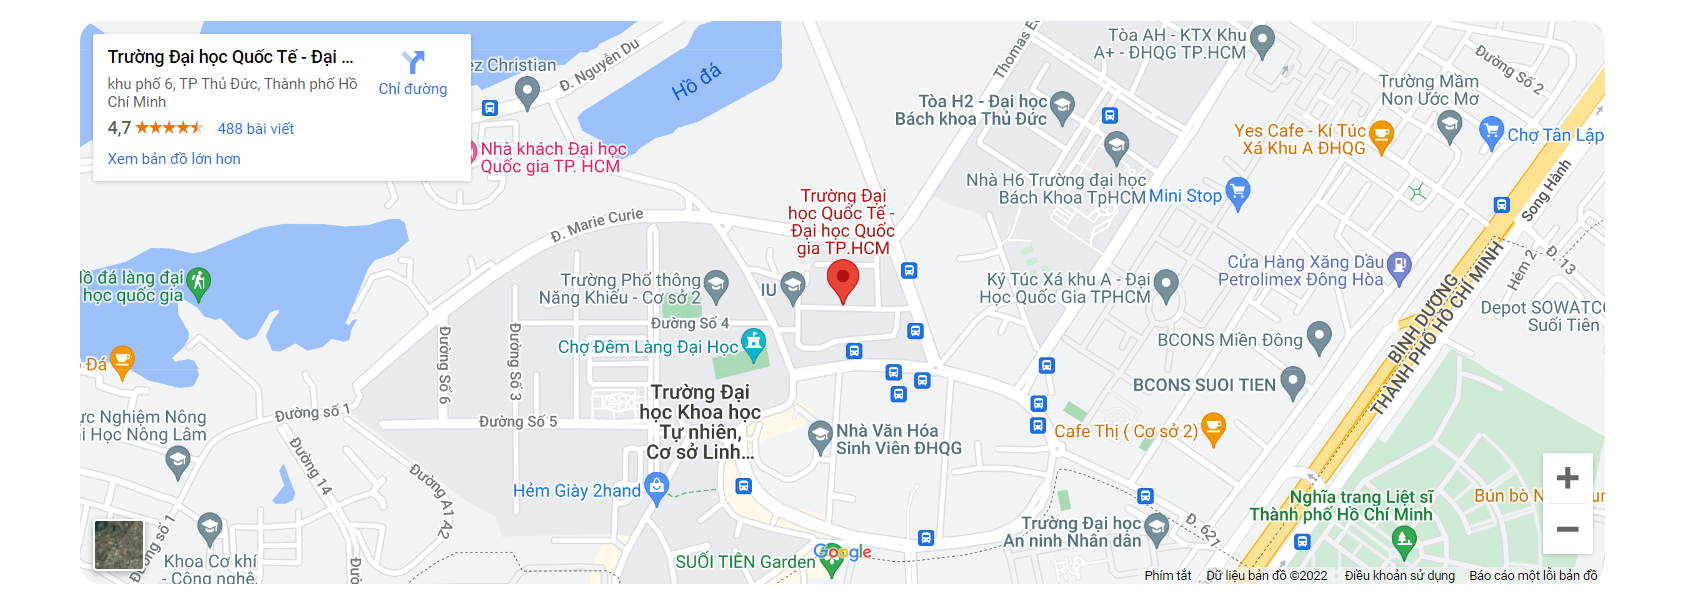 Trường Đại học Quốc Tế - Đại ...
khu phố 6, TP Thủ Đức, Thành phố Hồ
Chí Minh
4,7
488 bài viết
Xem bản đồ lớn hơn
Chỉ đường
ez Christian
Đ. Nguyễn Du
Hồ đá
Thomas E
Tòa AH - KTX Khu
A+ - ĐHQG TP.HCM
Đường Số 2
Trường Mầm
Non Ước Mơ
Tòa H2 - Đại học
Bách khoa Thủ Đức
Yes Cafe - Kí Túc
Xá Khu A ĐHQG
Chợ Tân Lập
Nhà khách Đại học
Quốc gia TP. HCM
Nhà H6 Trường đại học
Bách Khoa TpHCM
Mini Stop
Song Hành
Trường Đại
học Quốc Tế -
Đại học Quốc
gia TP.HCM
Đ. Marie Curie
Hồ đá làng đại
học quốc gia
Trường Phổ thông
Năng Khiếu - Cơ sở 2
IU
Ký Túc Xá khu A - Đại
Học Quốc Gia TPHCM
Cửa Hàng Xăng Dầu
Petrolimex Đông Hòa
Hẻm 2
Đ. 13
BÌNH DƯƠNG
THÀNH PHỐ HỒ CHÍ MINH
Depot SOWATCO
Suối Tiên
Đường Số 4
Chợ Đêm Làng Đại Học
Đường Số 6
Đường Số 3
BCONS Miền Đông
BCONS SUOI TIEN
Đá
Trường Đại
học Khoa học
Tự nhiên,
Cơ sở Linh...
Đường số 1
Đường Số 5
ực Nghiệm Nông
ại Học Nông Lâm
Nhà Văn Hóa
Sinh Viên ĐHQG
Cafe Thị ( Cơ sở 2)
Đường 14
Đường A1-42
Hẻm Giày 2hand
Nghĩa trang Liệt sĩ
Thành phố Hồ Chí Minh
Bún bò N
Trường Đại học
An ninh Nhân dân
Đ. 621
Đường số 1
Khoa Cơ khí
- Công nghệ,
Đườ
SUỐI TIÊN Garden
Google
Phím tắt
Dữ liệu bản đồ ©2022
Điều khoản sử dụng
Báo cáo một lỗi bản đồ